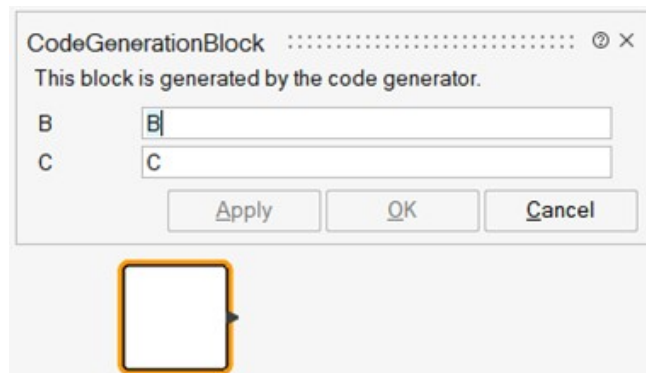 CodeGenerationBlock
This block is generated by the code generator.
B B
C C
Apply OK Cancel